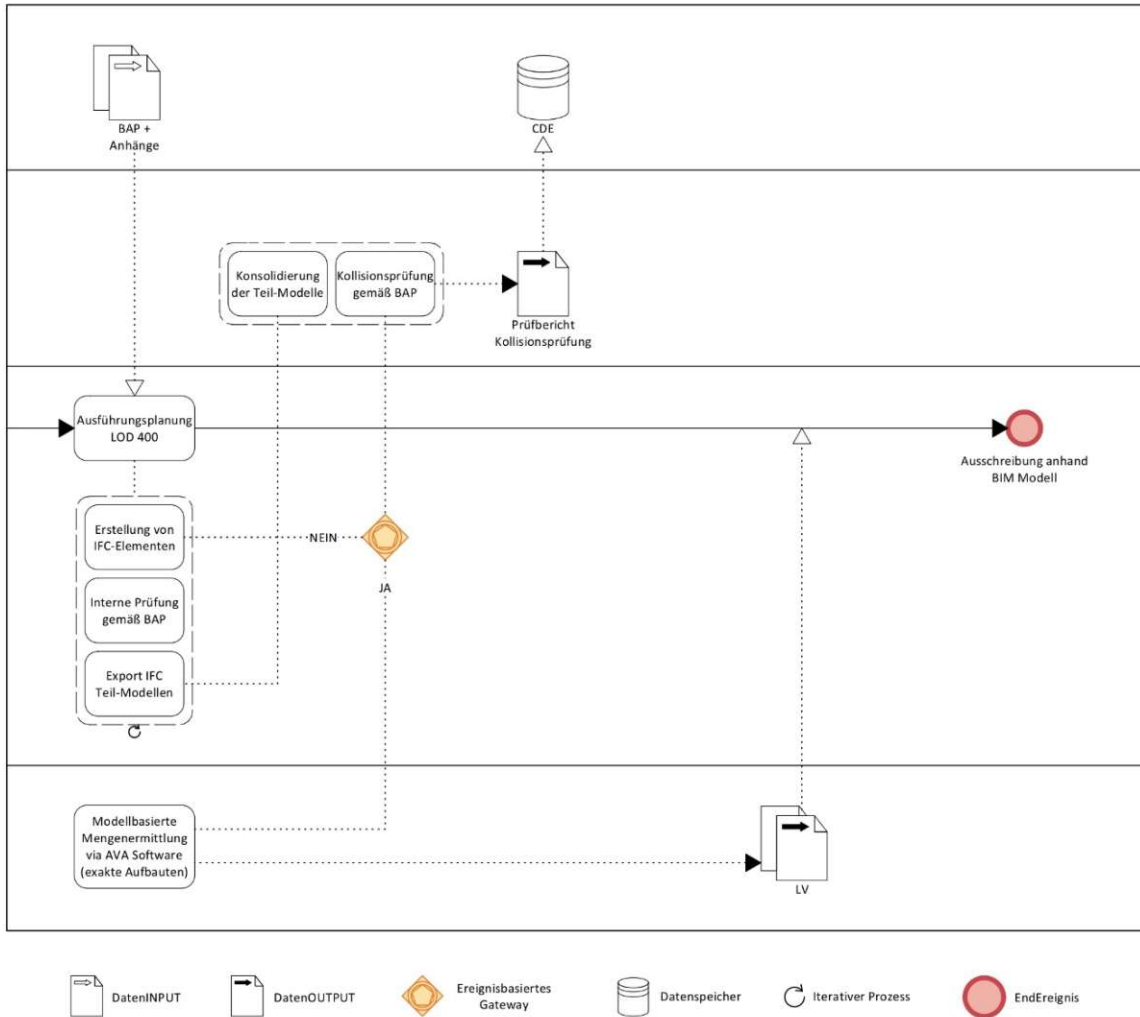 BAP +
Anhänge
CDE
Konsolidierung
der Teil-Modelle
Kollisionsprüfung
gemäß BAP
Prüfbericht
Kollisionsprüfung
Ausführungsplanung
LOD 400
Ausschreibung anhand
BIM Modell
Erstellung von
IFC-Elementen
NEIN
JA
Interne Prüfung
gemäß BAP
Export IFC
Teil-Modellen
Modellbasierte
Mengenermittlung
via AVA Software
(exakte Aufbauten)
LV
DatenINPUT
DatenOUTPUT
Ereignisbasiertes
Gateway
Datenspeicher
Iterativer Prozess
EndEreignis